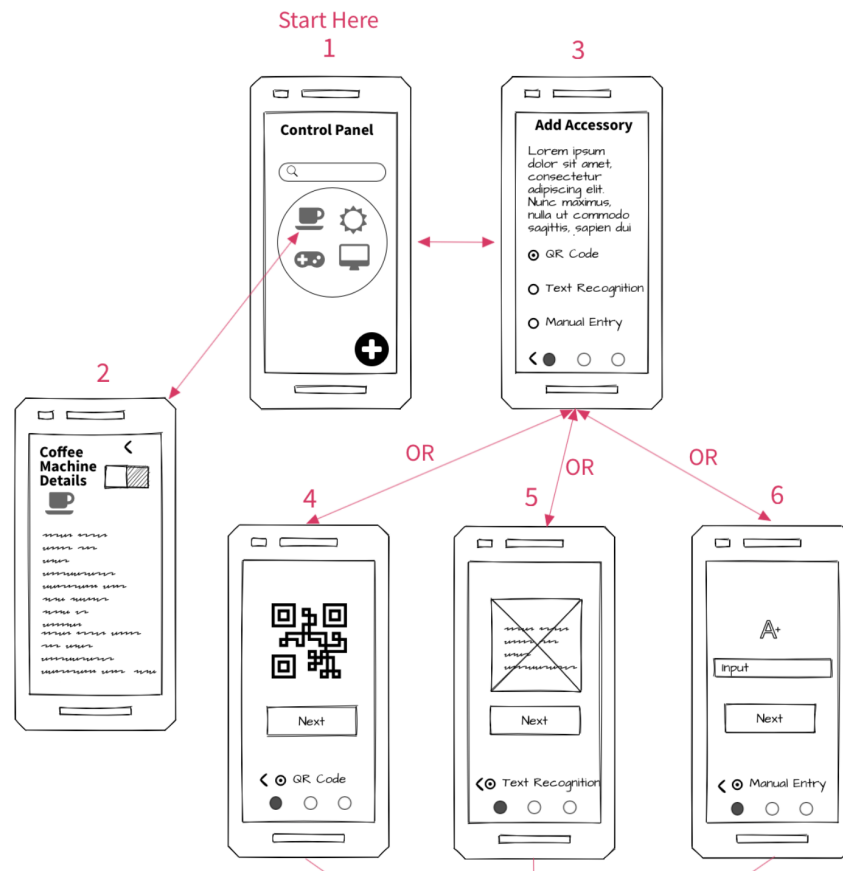 Start Here
1
3
Control Panel
Add Accessory
Lorem ipsum
dolor sit amet,
consectetur
adipiscing elit.
Nunc maximus,
nulla ut commodo
sagittis, sapien dui
QR Code
Text Recognition
Manual Entry
2
Coffee
Machine
Details
OR
OR
OR
4
5
6
A+
Input
Next
Next
Next
QR Code
Text Recognition
Manual Entry